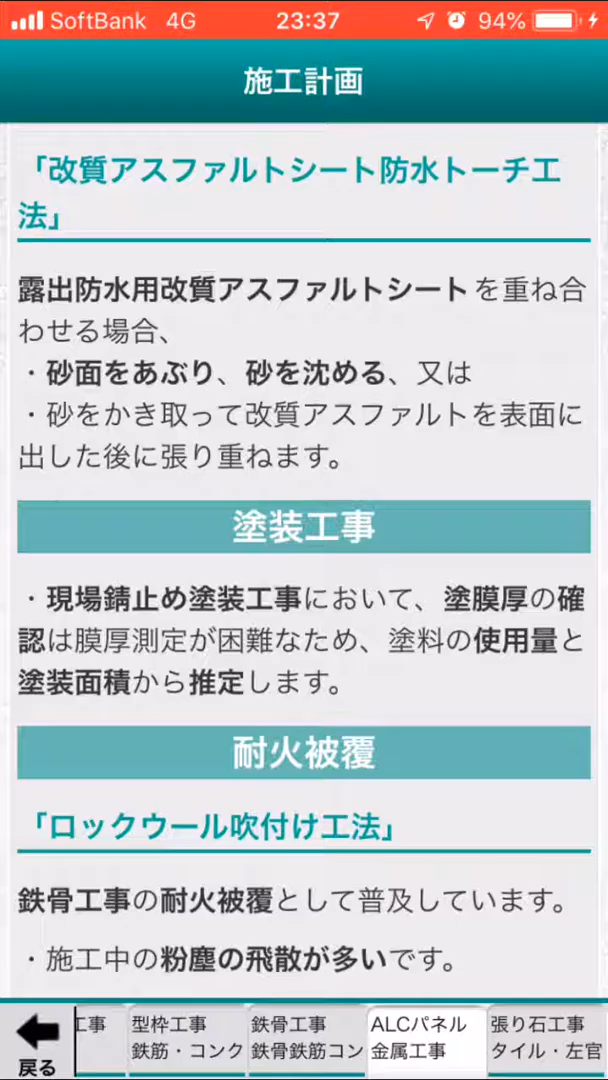 SoftBank 4G 23:37 94%
施工計画
「改質アスファルトシート防水トーチ工
法」
露出防水用改質アスファルトシートを重ね合
わせる場合、
・砂面をあぶり、砂を沈める、又は
・砂をかき取って改質アスファルトを表面に
出した後に張り重ねます。
塗装工事
・現場錆止め塗装工事において、塗膜厚の確
認は膜厚測定が困難なため、塗料の使用量と
塗装面積から推定します。
耐火被覆
「ロックウール吹付け工法」
鉄骨工事の耐火被覆として普及しています。
・施工中の粉塵の飛散が多いです。
戻る
工事
型枠工事
鉄筋・コンク
鉄骨工事
鉄骨鉄筋コン
ALCパネル
金属工事
張り石工事
タイル・左官